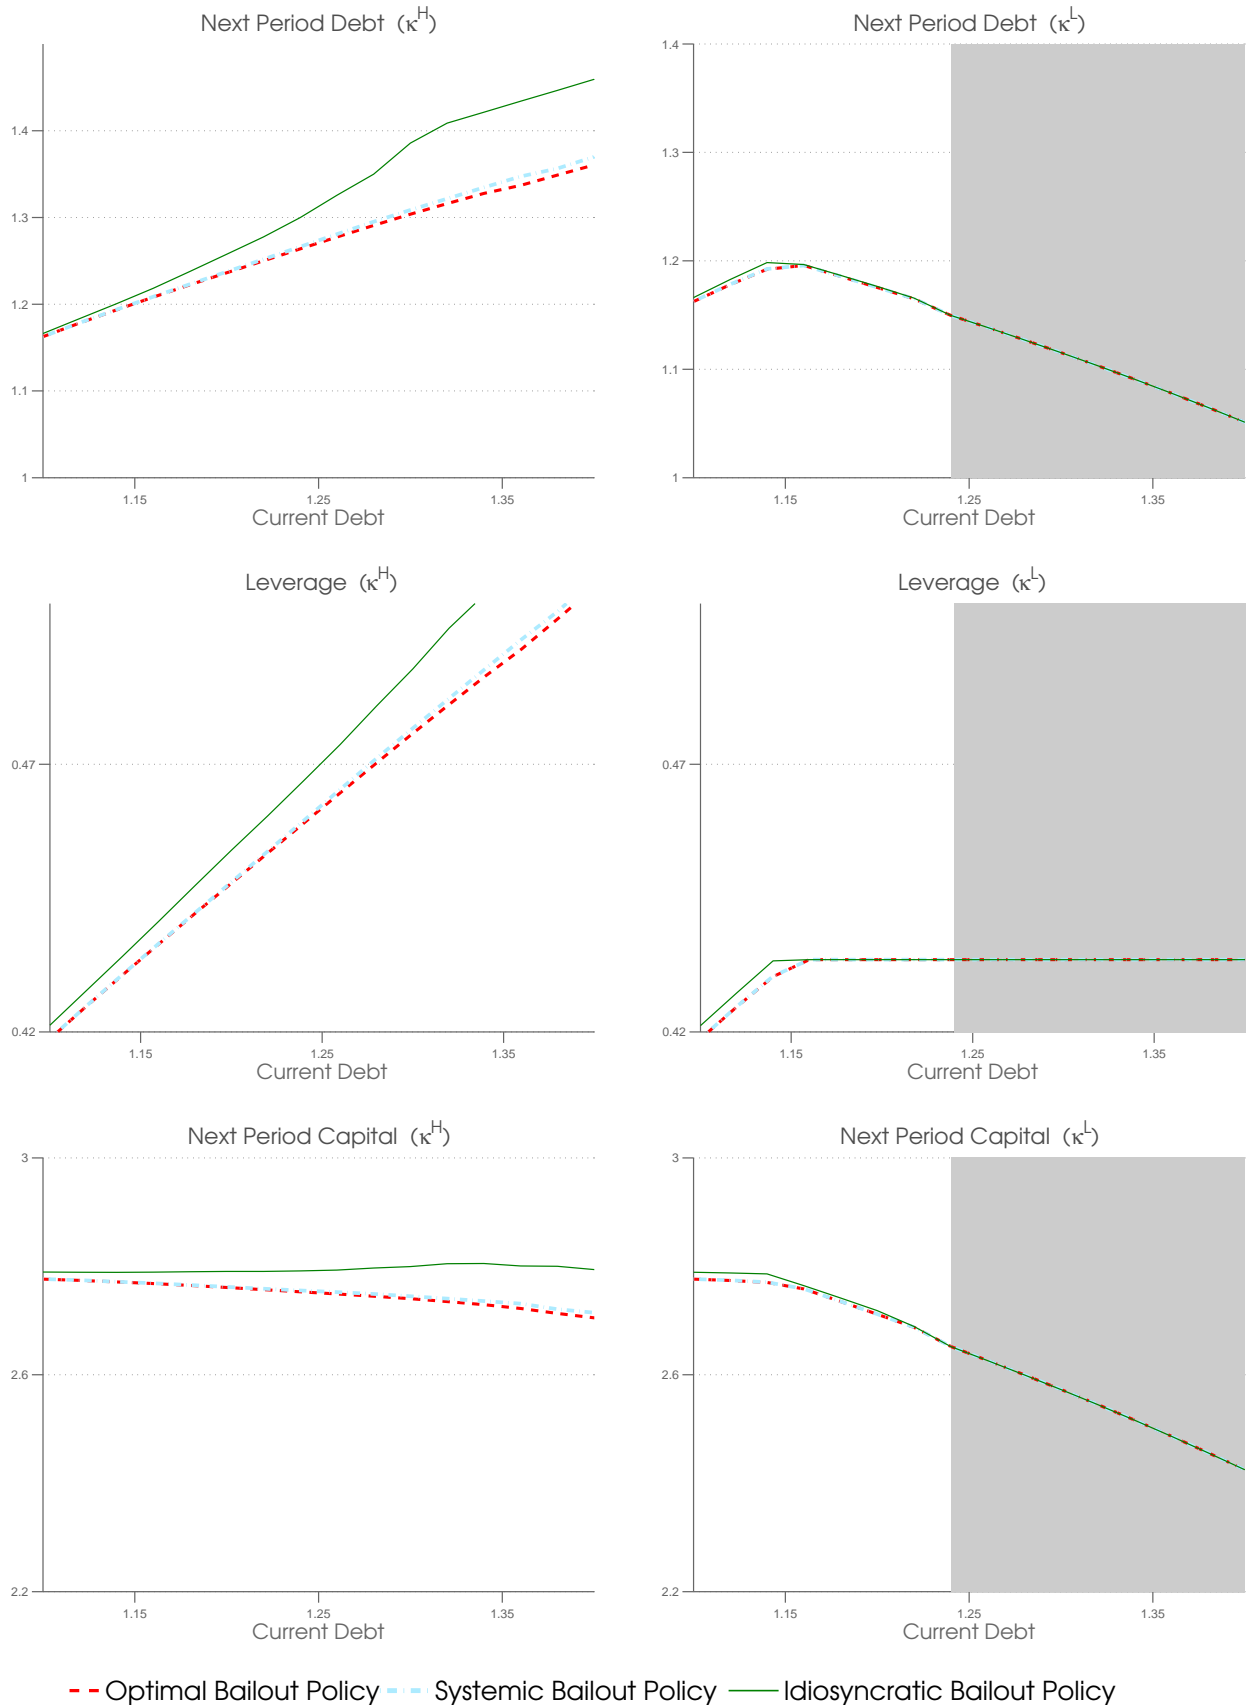 Next Period Debt (κ^H)
Next Period Debt (κ^L)
1.4
1.3
1.2
1.1
1
1.15 1.25 1.35
Current Debt
1.4
1.3
1.2
1.1
1
1.15 1.25 1.35
Current Debt
Leverage (κ^H)
Leverage (κ^L)
0.47
0.42
1.15 1.25 1.35
Current Debt
0.47
0.42
1.15 1.25 1.35
Current Debt
Next Period Capital (κ^H)
Next Period Capital (κ^L)
3
2.6
2.2
1.15 1.25 1.35
Current Debt
3
2.6
2.2
1.15 1.25 1.35
Current Debt
Optimal Bailout Policy Systemic Bailout Policy Idiosyncratic Bailout Policy